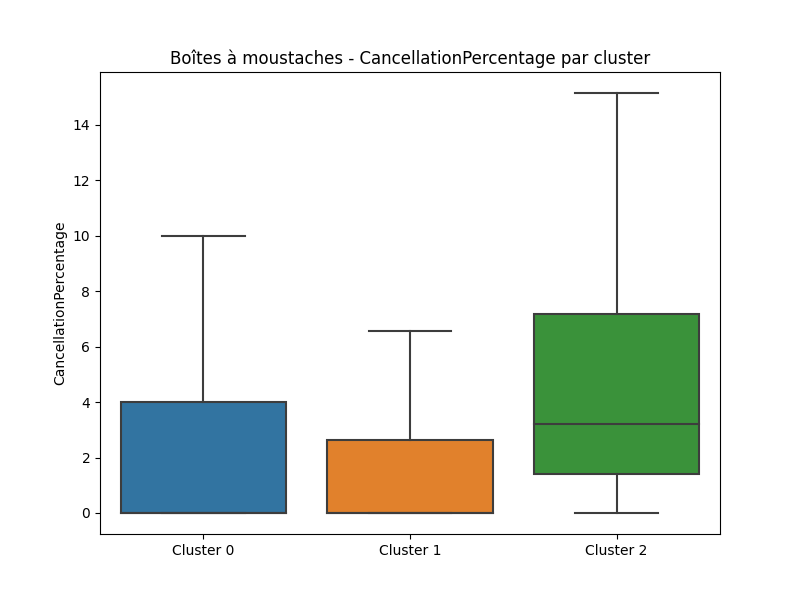 Boîtes à moustaches - CancellationPercentage par cluster
CancellationPercentage
14
12
10
8
6
4
2
0
Cluster 0
Cluster 1
Cluster 2